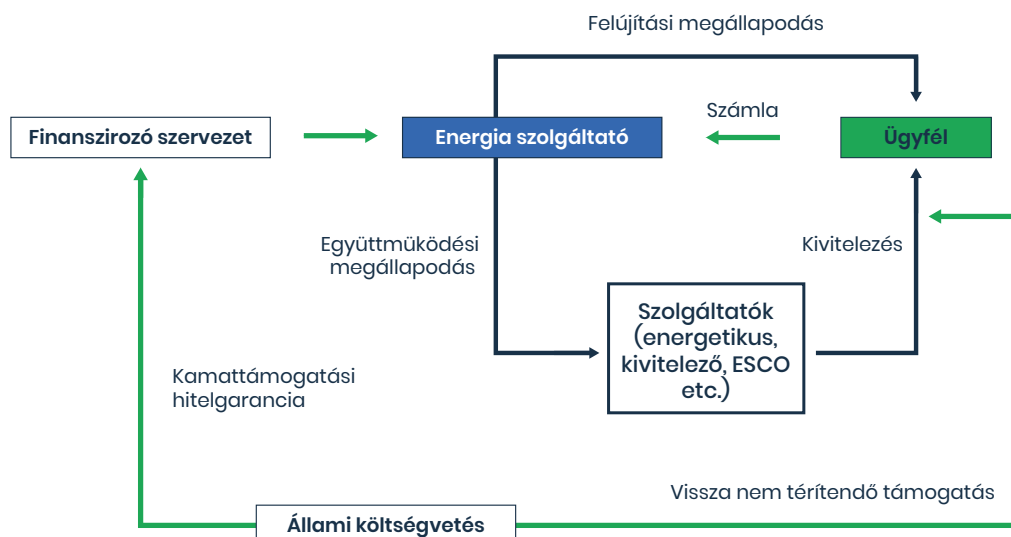 Felújítási megállapodás
Finanszirozó szervezet
Energia szolgáltató
Számla
Ügyfél
Együttmüködési
megállapodás
Kivitelezés
Szolgáltatók
(energetikus,
kivitelező, ESCO
etc.)
Kamattámogatási
hitelgarancia
Vissza nem térítendő támogatás
Állami költségvetés